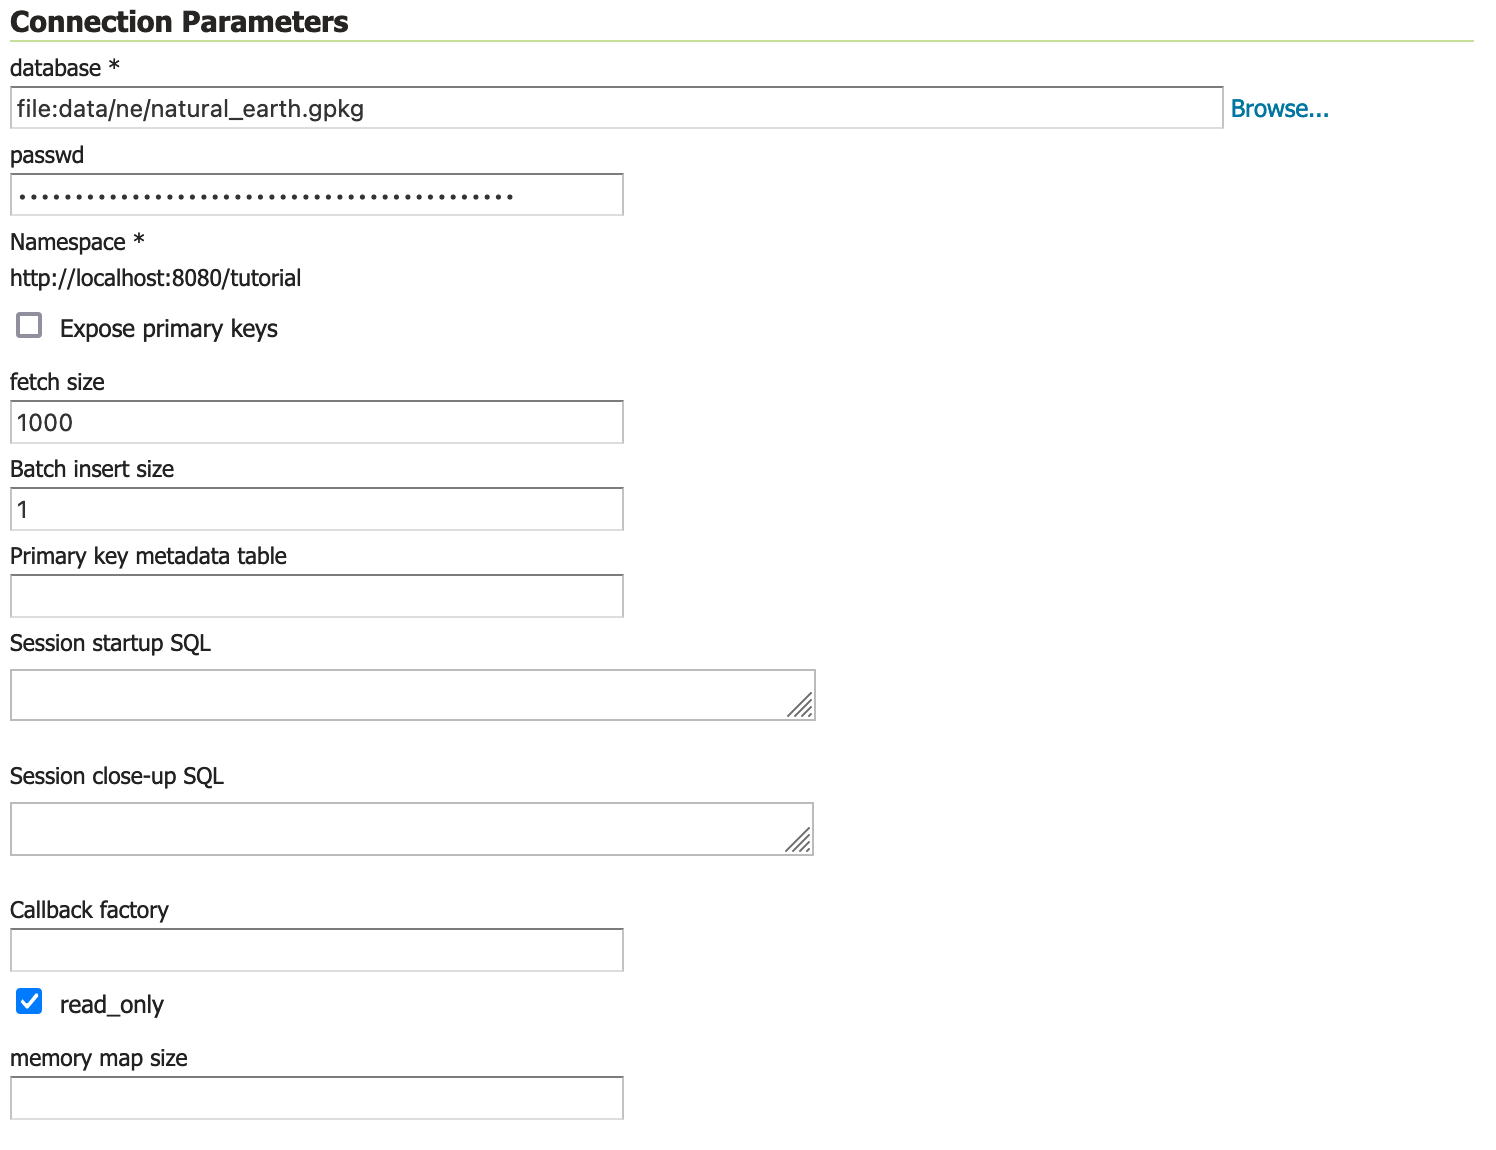 Connection Parameters
database *
file:data/ne/natural_earth.gpkg Browse...
passwd
••••••••••••••••••••••••••••••••••••••••••••
Namespace *
http://localhost:8080/tutorial
Expose primary keys
fetch size
1000
Batch insert size
1
Primary key metadata table
Session startup SQL
Session close-up SQL
Callback factory
read_only
memory map size